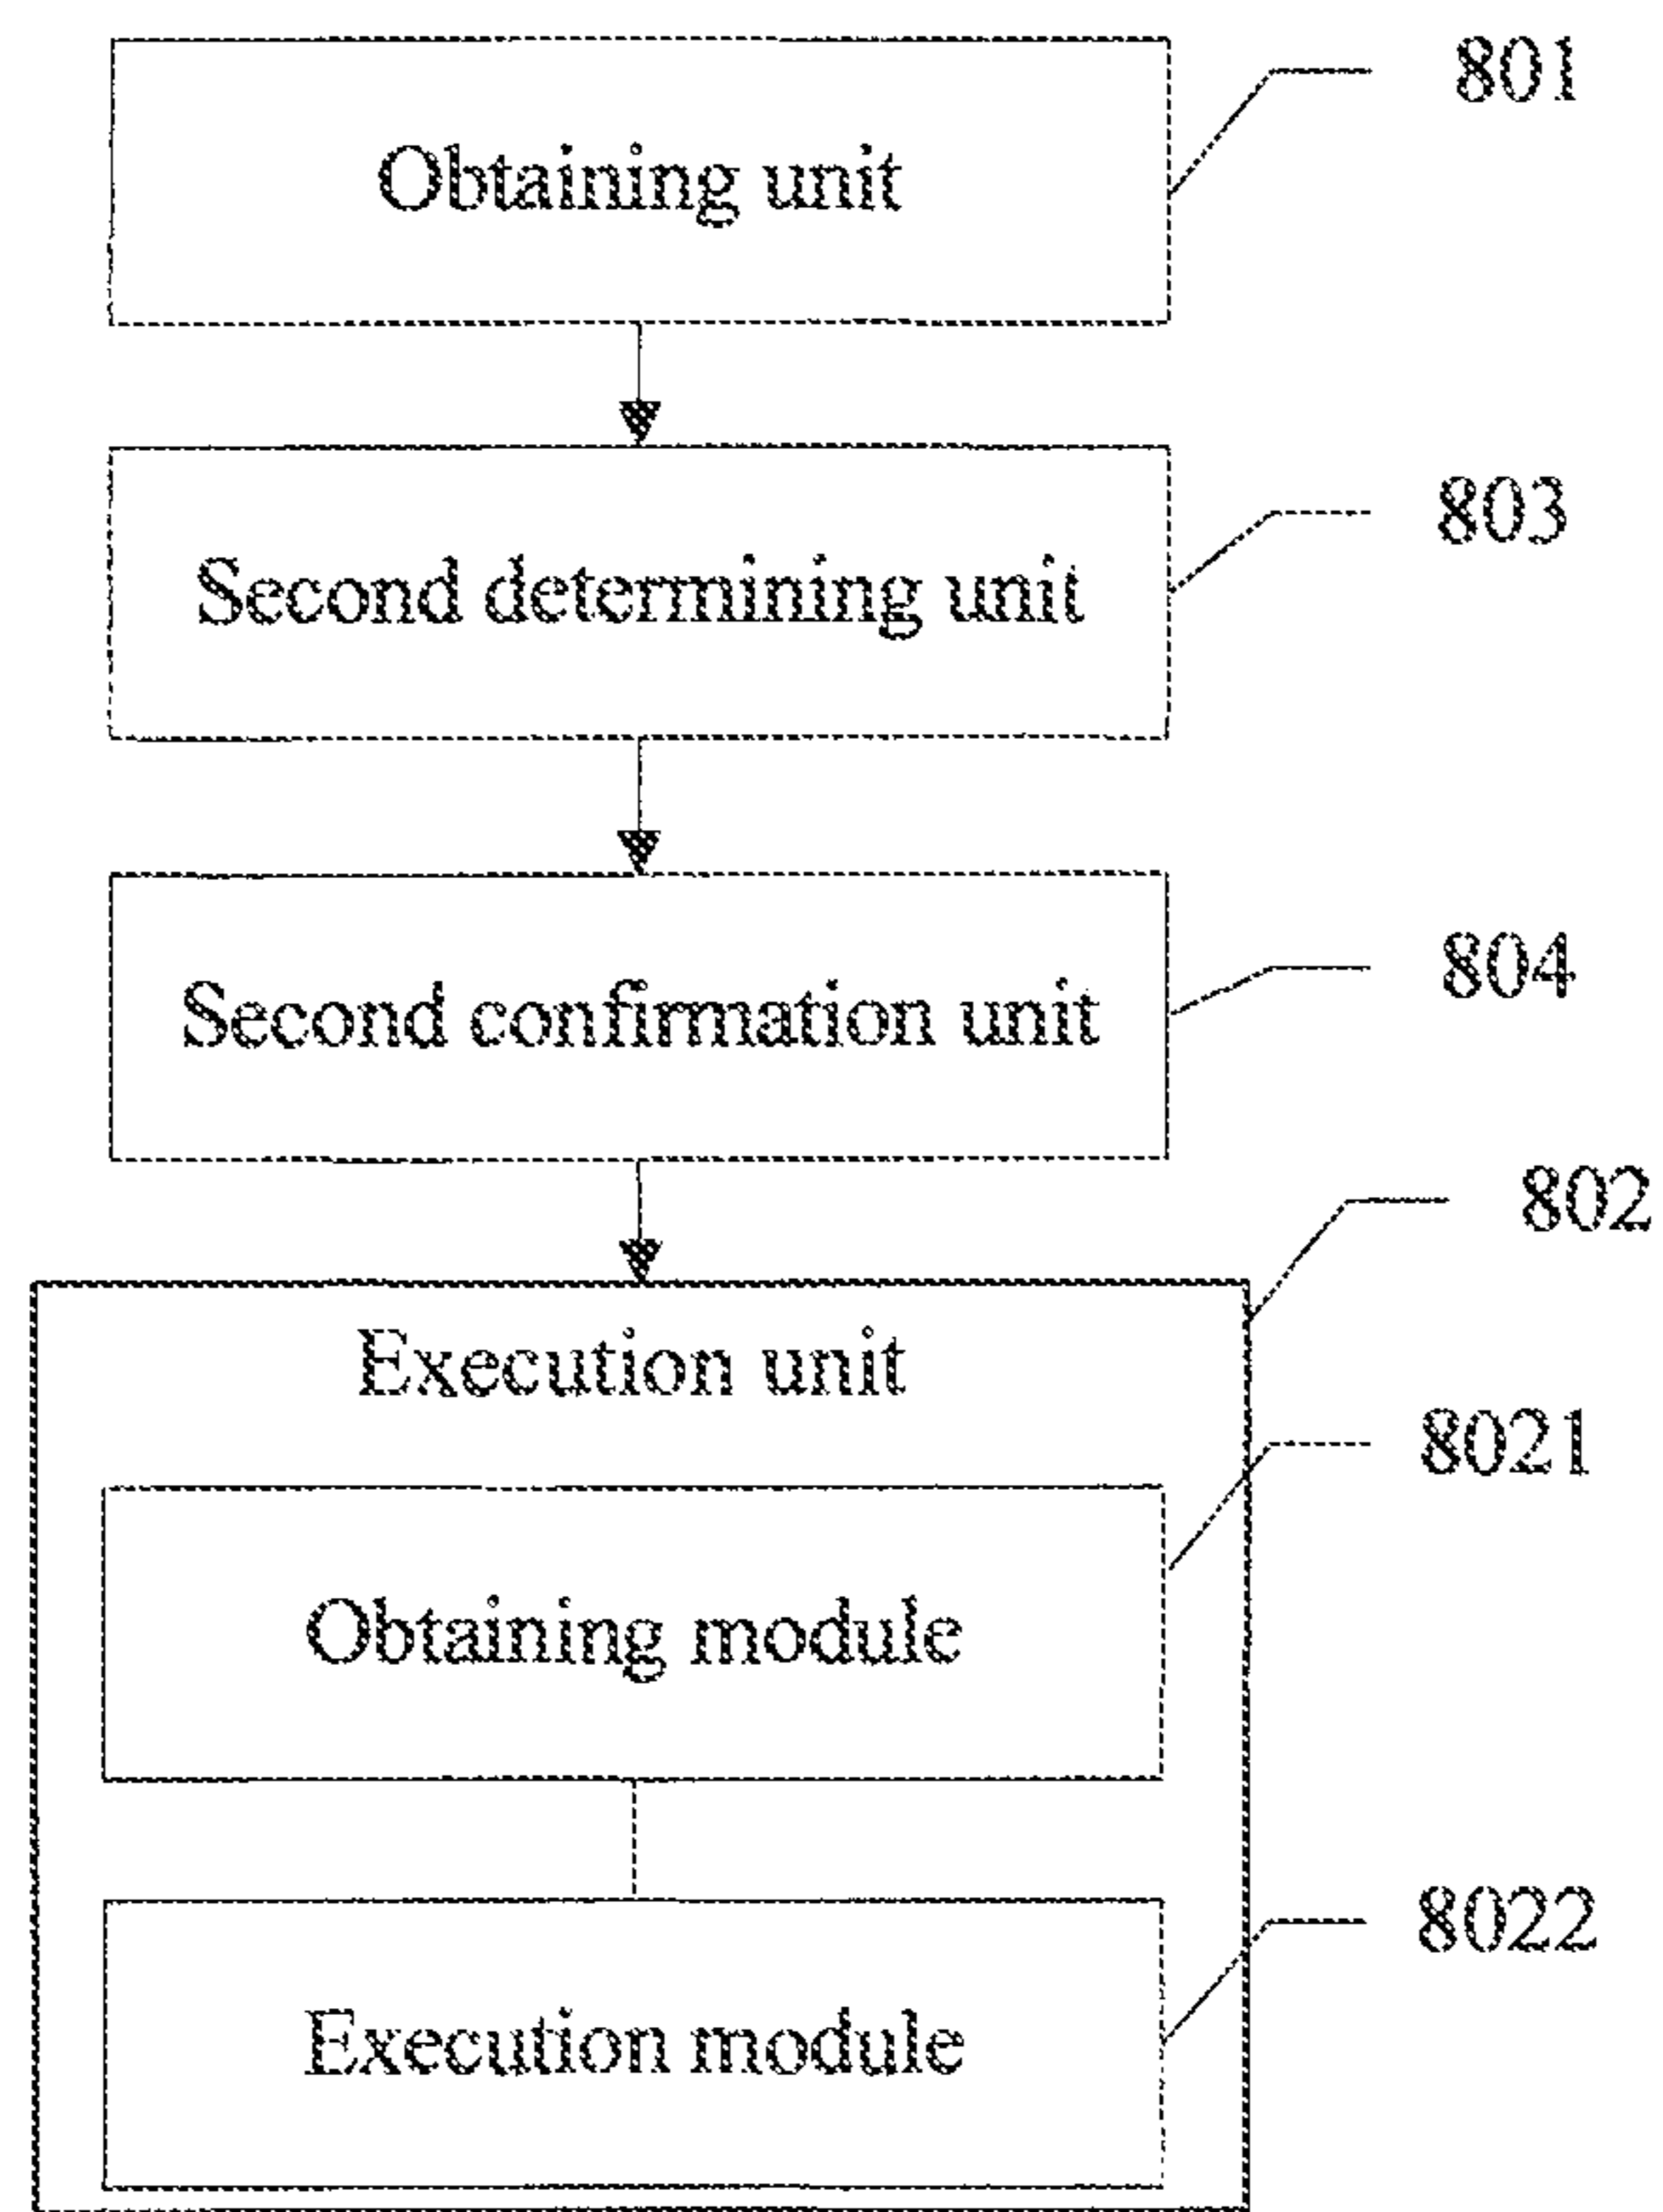 801
Obtaining unit
803
Second determining unit
804
Second confirmation unit
802
Execution unit
8021
Obtaining module
8022
Execution module